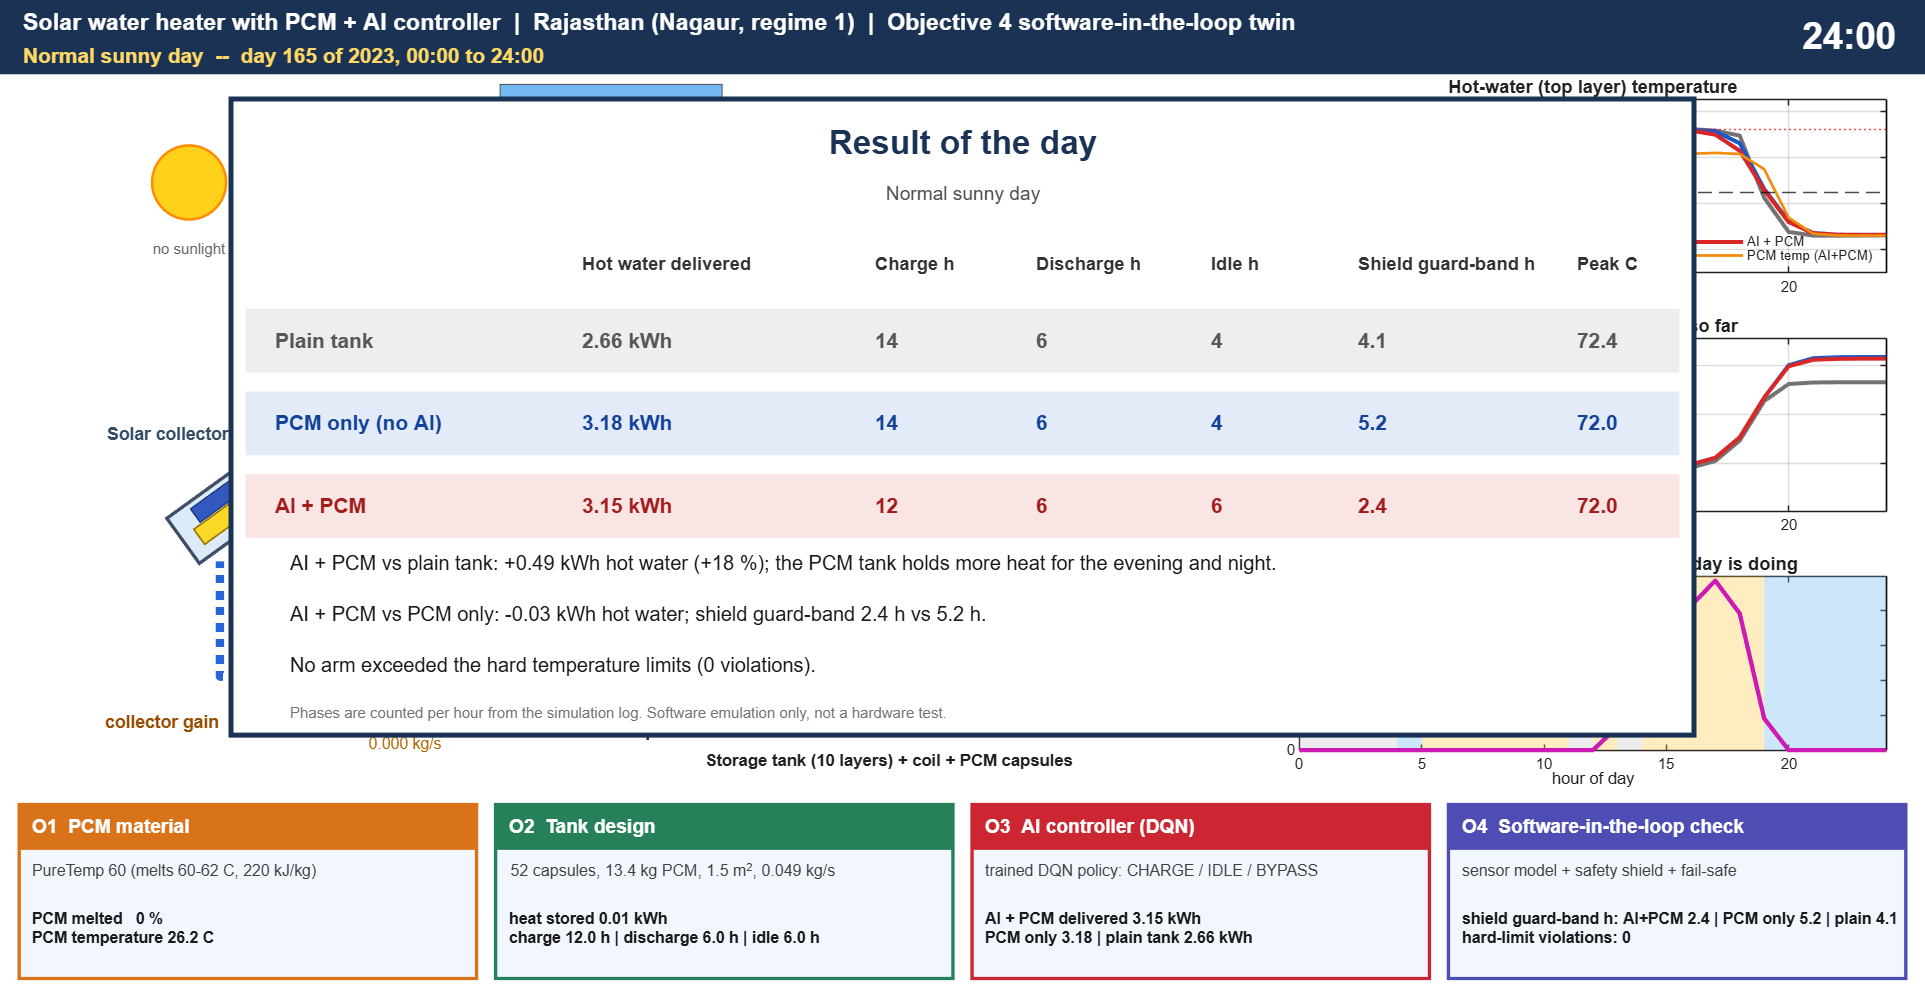 Solar water heater with PCM + AI controller | Rajasthan (Nagaur, regime 1) | Objective 4 software-in-the-loop twin
24:00
Normal sunny day -- day 165 of 2023, 00:00 to 24:00
Hot-water (top layer) temperature
no sunlight
AI + PCM
PCM temp (AI+PCM)
20
so far
20
Solar collector
day is doing
collector gain
0.000 kg/s
Storage tank (10 layers) + coil + PCM capsules
0
0 5 10 15 20
hour of day
Result of the day
Normal sunny day
Hot water delivered Charge h Discharge h Idle h Shield guard-band h Peak C
Plain tank 2.66 kWh 14 6 4 4.1 72.4
PCM only (no AI) 3.18 kWh 14 6 4 5.2 72.0
AI + PCM 3.15 kWh 12 6 6 2.4 72.0
AI + PCM vs plain tank: +0.49 kWh hot water (+18 %); the PCM tank holds more heat for the evening and night.
AI + PCM vs PCM only: -0.03 kWh hot water; shield guard-band 2.4 h vs 5.2 h.
No arm exceeded the hard temperature limits (0 violations).
Phases are counted per hour from the simulation log. Software emulation only, not a hardware test.
O1 PCM material
PureTemp 60 (melts 60-62 C, 220 kJ/kg)
PCM melted 0 %
PCM temperature 26.2 C
O2 Tank design
52 capsules, 13.4 kg PCM, 1.5 m², 0.049 kg/s
heat stored 0.01 kWh
charge 12.0 h | discharge 6.0 h | idle 6.0 h
O3 AI controller (DQN)
trained DQN policy: CHARGE / IDLE / BYPASS
AI + PCM delivered 3.15 kWh
PCM only 3.18 | plain tank 2.66 kWh
O4 Software-in-the-loop check
sensor model + safety shield + fail-safe
shield guard-band h: AI+PCM 2.4 | PCM only 5.2 | plain 4.1
hard-limit violations: 0